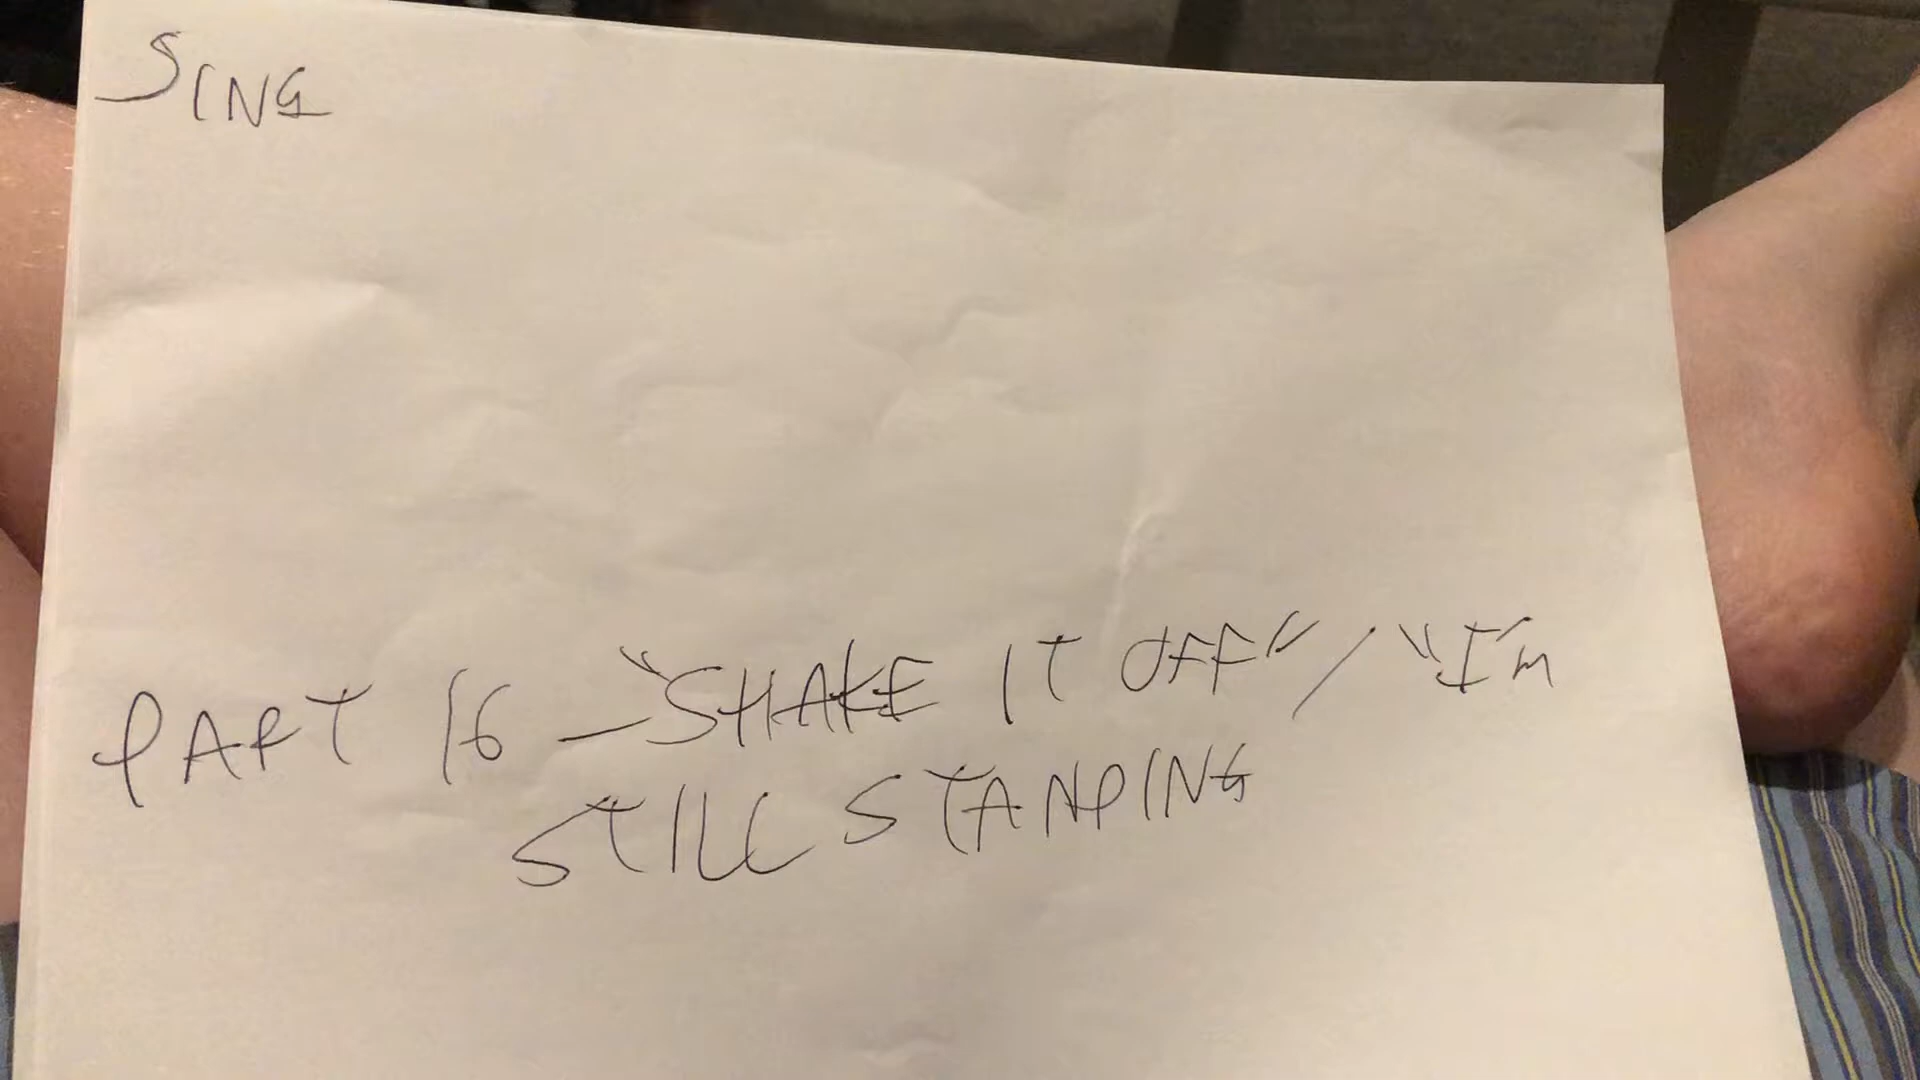 SING
PART 16 - "SHAKE IT OFF" / "I'm
STILL STANDING